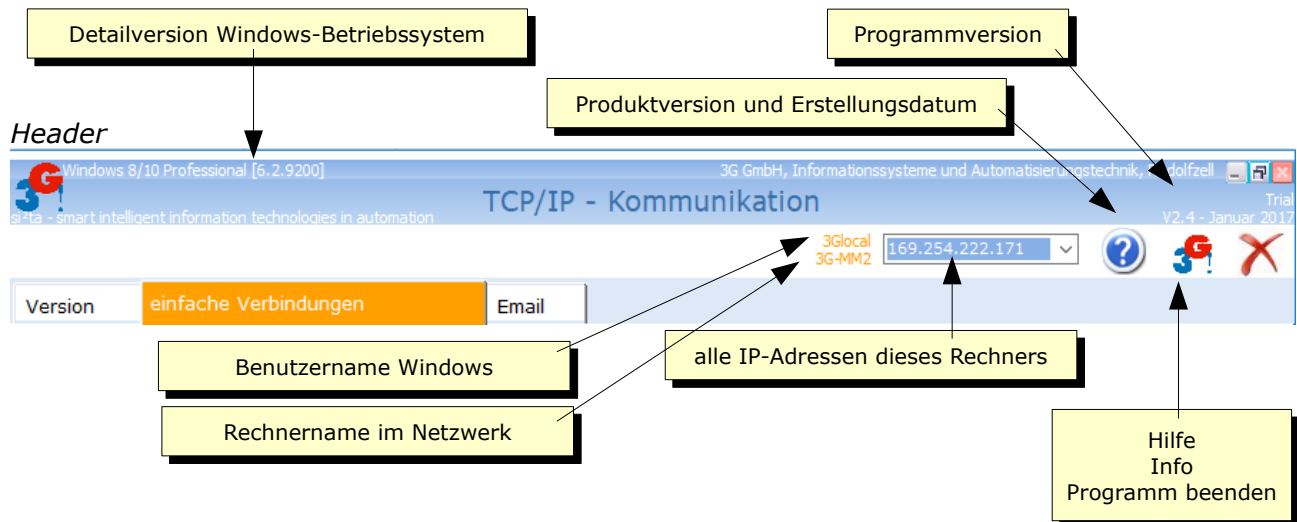 Detailversion Windows-Betriebssystem
Programmversion
Produktversion und Erstellungsdatum
Header
Windows 8/10 Professional [6.2.9200]
3G GmbH, Informationssysteme und Automatisierungstechnik,
3G!
TCP/IP - Kommunikation
Trial
si²ta - smart intelligent information technologies in automation
V2.4 - Januar 2017
3Glocal
3G-MM2
169.254.222.171
?
3G!
Version
einfache Verbindungen
Email
Benutzername Windows
alle IP-Adressen dieses Rechners
Rechnername im Netzwerk
Hilfe
Info
Programm beenden